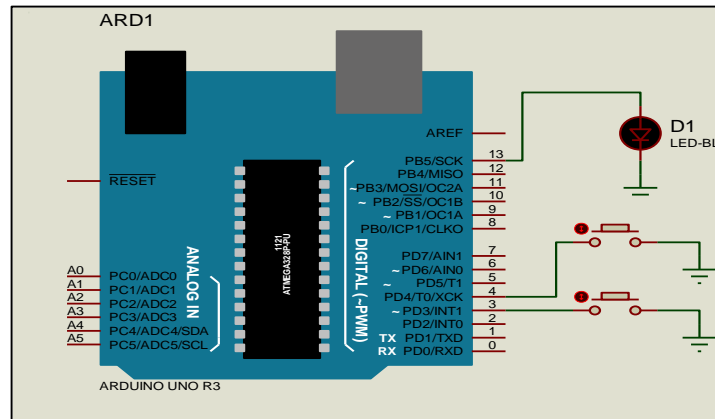 ARD1
AREF
RESET
PB5/SCK 13
PB4/MISO 12
~PB3/MOSI/OC2A 11
~ PB2/SS/OC1B 10
~ PB1/OC1A 9
PB0/ICP1/CLKO 8
PD7/AIN1 7
~ PD6/AIN0 6
~ PD5/T1 5
PD4/T0/XCK 4
~ PD3/INT1 3
PD2/INT0 2
TX PD1/TXD 1
RX PD0/RXD 0
DIGITAL (~PWM)
1121
ATMEGA328P-PU
ANALOG IN
A0 PC0/ADC0
A1 PC1/ADC1
A2 PC2/ADC2
A3 PC3/ADC3
A4 PC4/ADC4/SDA
A5 PC5/ADC5/SCL
ARDUINO UNO R3
D1
LED-BL